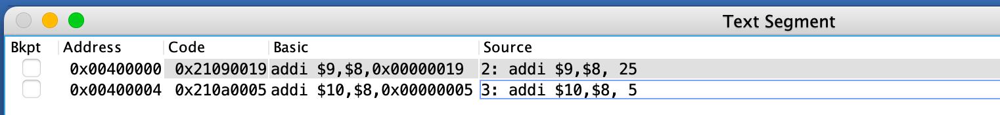 Text Segment
Bkpt Address Code Basic Source
0x00400000 0x21090019 addi $9,$8,0x00000019 2: addi $9,$8, 25
0x00400004 0x210a0005 addi $10,$8,0x00000005 3: addi $10,$8, 5